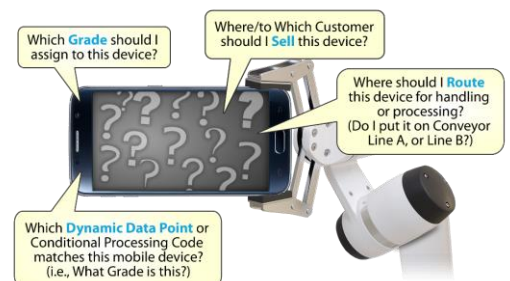 Which Grade should I
assign to this device?
Where/to Which Customer
should I Sell this device?
Where should I Route
this device for handling
or processing?
(Do I put it on Conveyor
Line A, or Line B?)
Which Dynamic Data Point or
Conditional Processing Code
matches this mobile device?
(i.e., What Grade is this?)